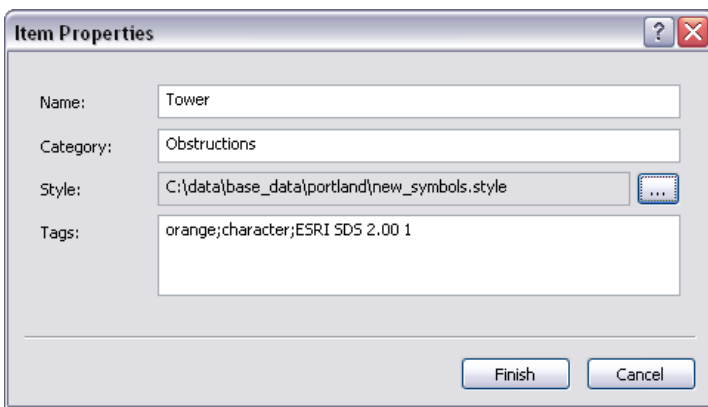 Item Properties
Name: Tower
Category: Obstructions
Style: C:\data\base_data\portland\new_symbols.style ...
Tags: orange;character;ESRI SDS 2.00 1
Finish Cancel